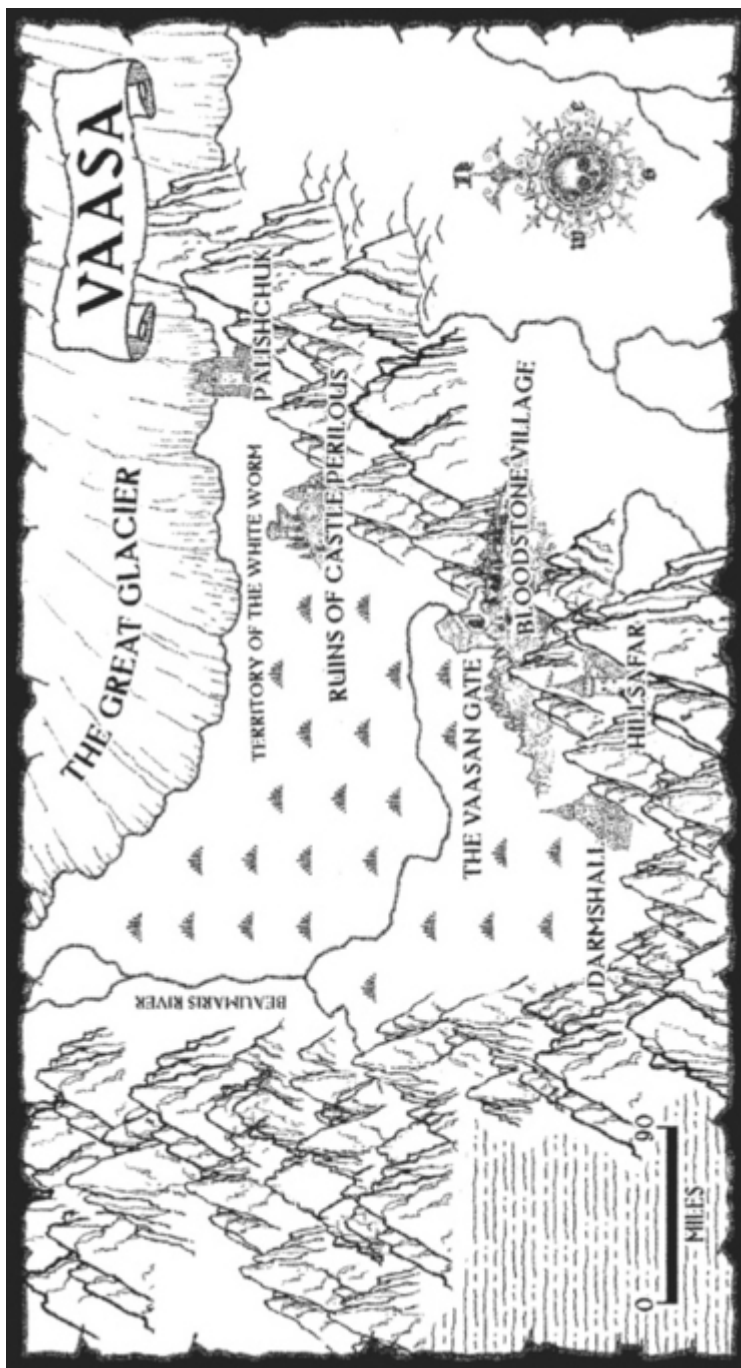 VAASA
THE GREAT GLACIER
PALISHCHUK
TERRITORY OF THE WHITE WORM
RUINS OF CASTLE PERILOUS
BEAUMARIS RIVER
THE VAASAN GATE
BLOODSTONE VILLAGE
HILLSAFAR
DARMSHALL
N
E
S
W
0 90
MILES